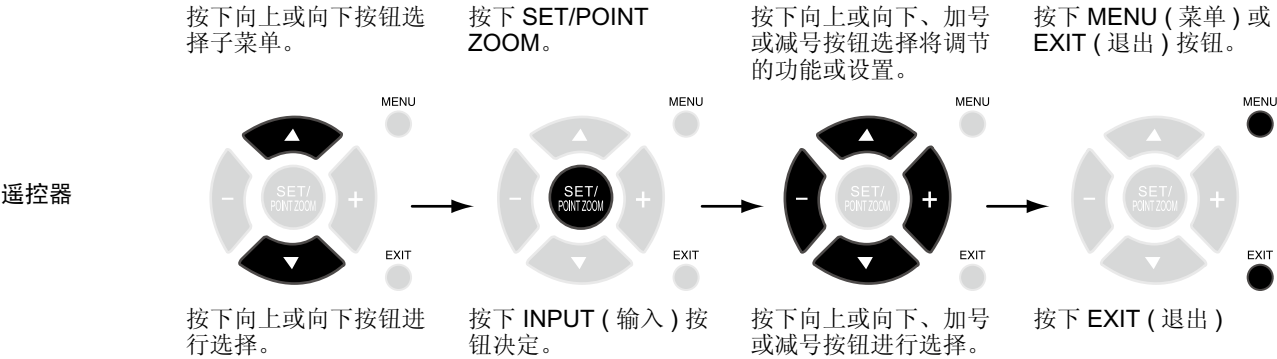 按下向上或向下按钮选
择子菜单。
按下 SET/POINT
ZOOM。
按下向上或向下、加号
或减号按钮选择将调节
的功能或设置。
按下 MENU ( 菜单 ) 或
EXIT ( 退出 ) 按钮。
遥控器
MENU
-
SET/
POINT ZOOM
+
EXIT
MENU
-
SET/
POINT ZOOM
+
EXIT
MENU
-
SET/
POINT ZOOM
+
EXIT
MENU
-
SET/
POINT ZOOM
+
EXIT
按下向上或向下按钮进
行选择。
按下 INPUT ( 输入 ) 按
钮决定。
按下向上或向下、加号
或减号按钮进行选择。
按下 EXIT ( 退出 )